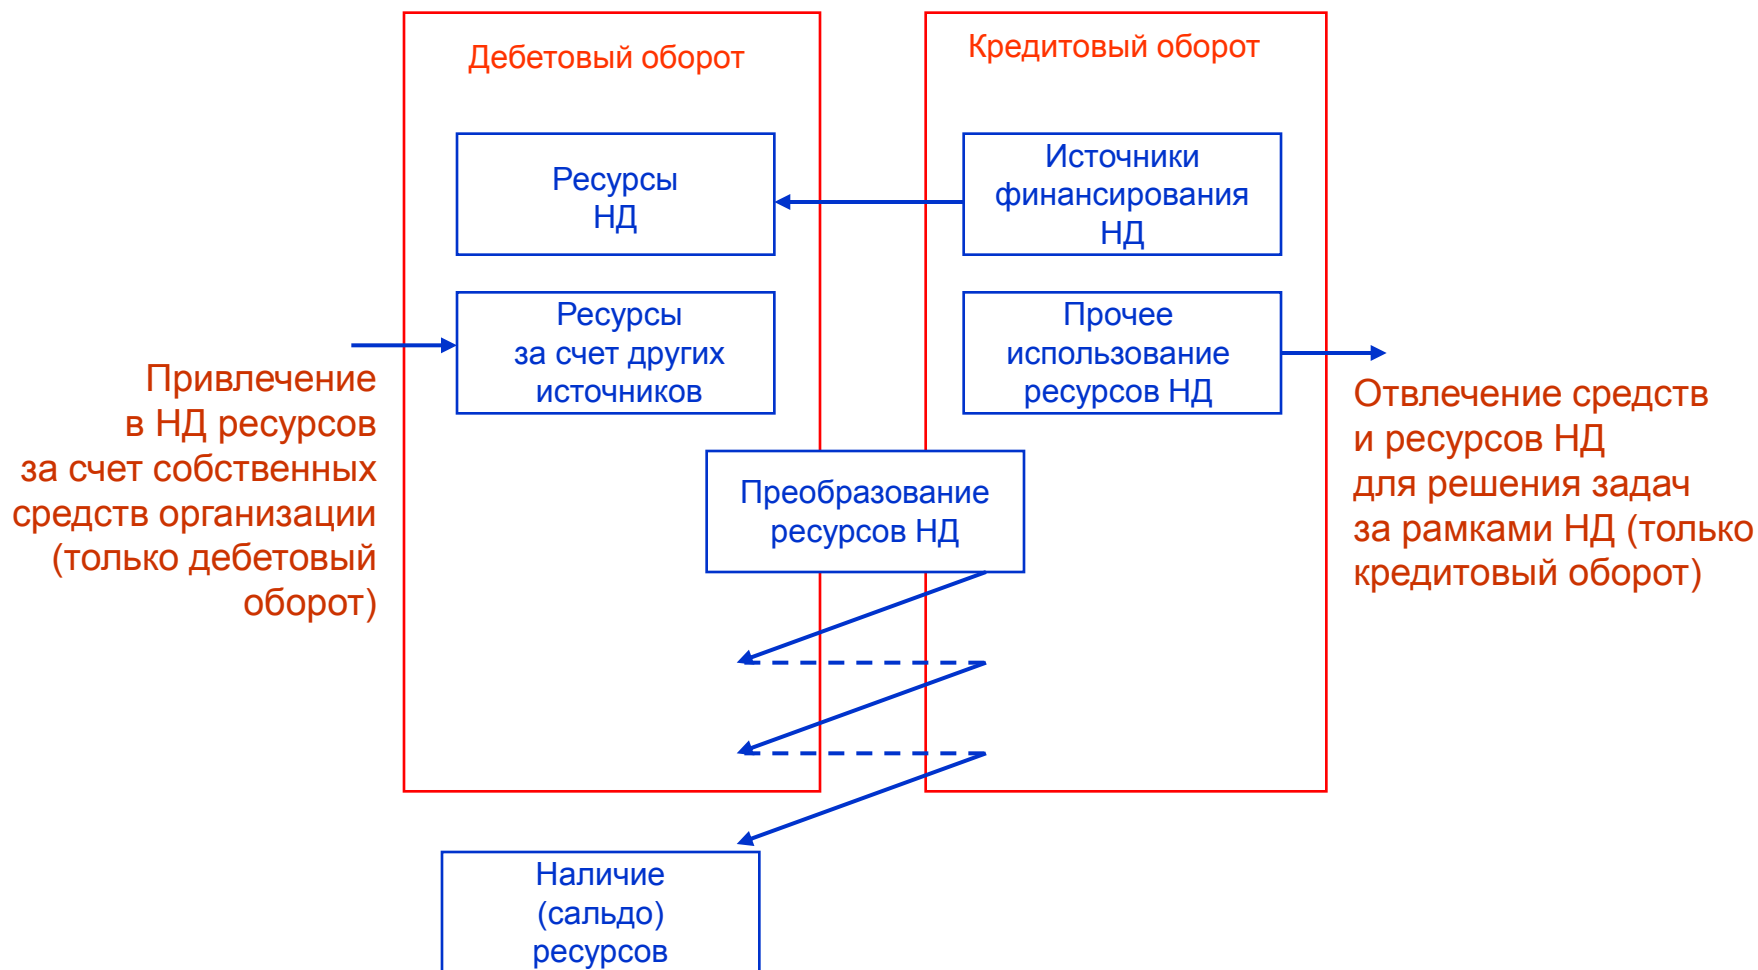 Дебетовый оборот
Кредитовый оборот
Ресурсы
НД
Источники
финансирования
НД
Ресурсы
за счет других
источников
Прочее
использование
ресурсов НД
Привлечение
в НД ресурсов
за счет собственных
средств организации
(только дебетовый
оборот)
Отвлечение средств
и ресурсов НД
для решения задач
за рамками НД (только
кредитовый оборот)
Преобразование
ресурсов НД
Наличие
(сальдо)
ресурсов